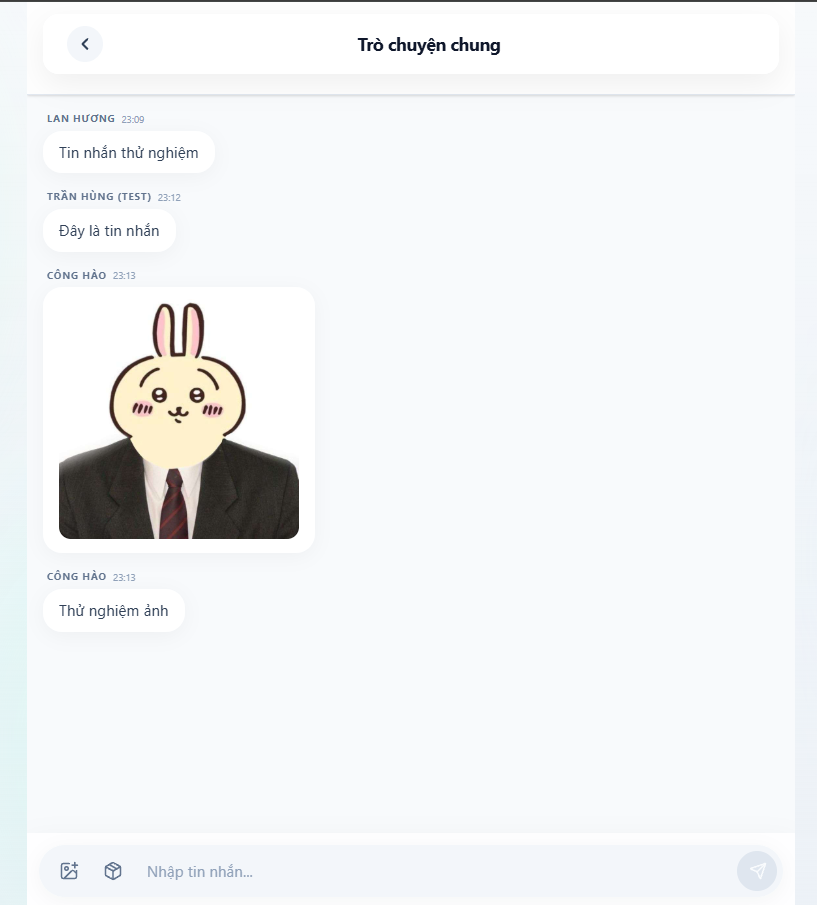 Trò chuyện chung
LAN HƯƠNG 23:09
Tin nhắn thử nghiệm
TRẦN HÙNG (TEST) 23:12
Đây là tin nhắn
CÔNG HÀO 23:13
CÔNG HÀO 23:13
Thử nghiệm ảnh
Nhập tin nhắn...